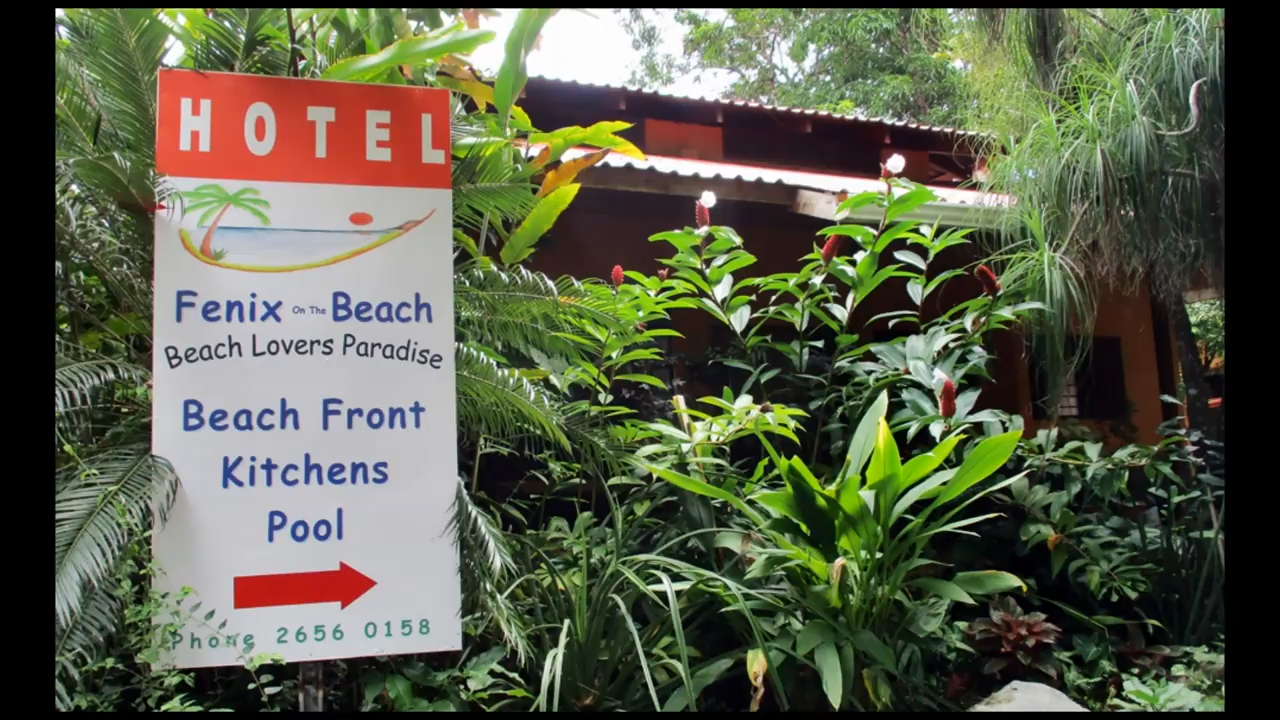 HOTEL
Fenix On The Beach
Beach Lovers Paradise
Beach Front
Kitchens
Pool
Phone 2656 0158